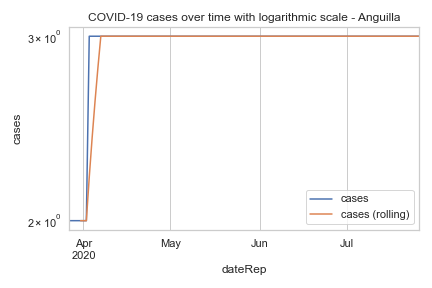 COVID-19 cases over time with logarithmic scale - Anguilla
3 × 10⁰
2 × 10⁰
cases
Apr
2020
May
Jun
Jul
dateRep
cases
cases (rolling)